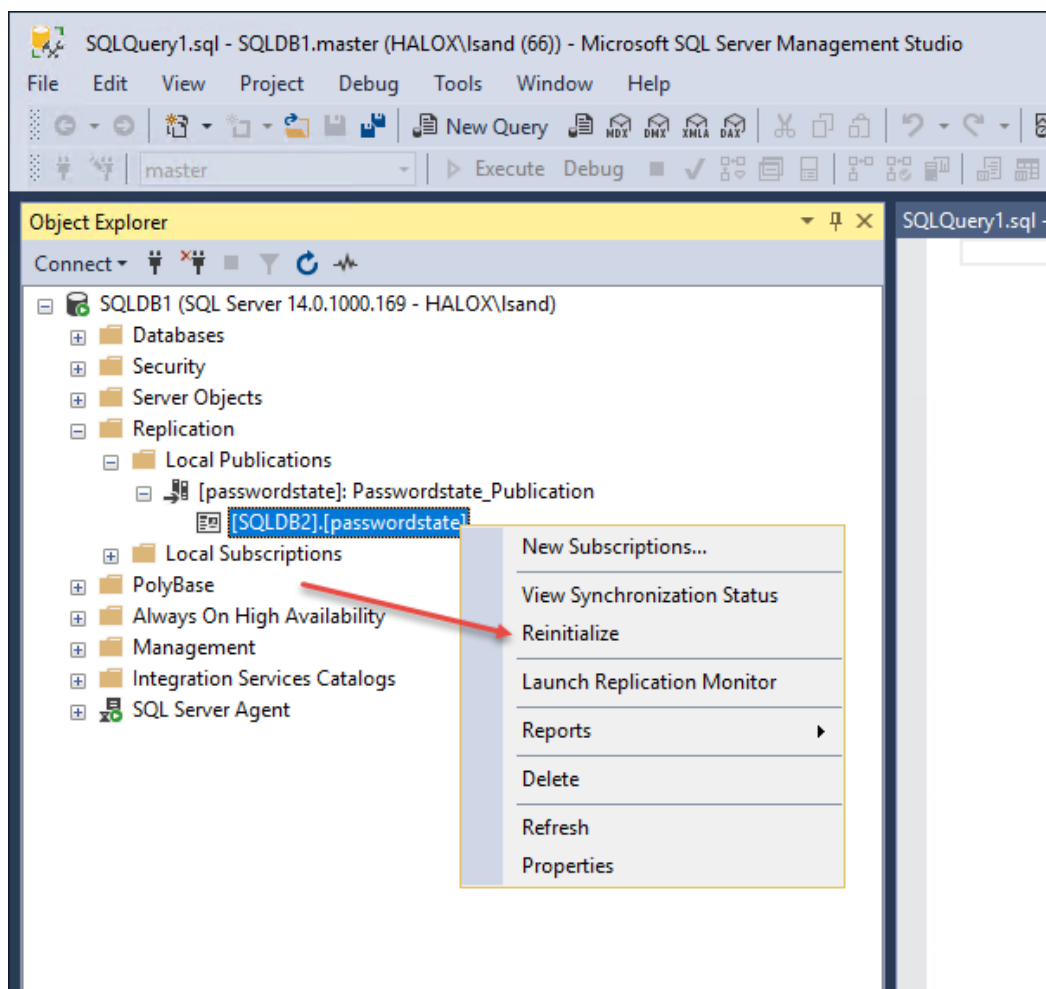 SQLQuery1.sql - SQLDB1.master (HALOX\lsand (66)) - Microsoft SQL Server Management Studio
File Edit View Project Debug Tools Window Help
New Query MDX DMX XMLA DAX
master Execute Debug
Object Explorer
SQLQuery1.sql -
Connect
SQLDB1 (SQL Server 14.0.1000.169 - HALOX\lsand)
Databases
Security
Server Objects
Replication
Local Publications
[passwordstate]: Passwordstate_Publication
[SQLDB2].[passwordstate]
Local Subscriptions
PolyBase
Always On High Availability
Management
Integration Services Catalogs
SQL Server Agent
New Subscriptions...
View Synchronization Status
Reinitialize
Launch Replication Monitor
Reports
Delete
Refresh
Properties